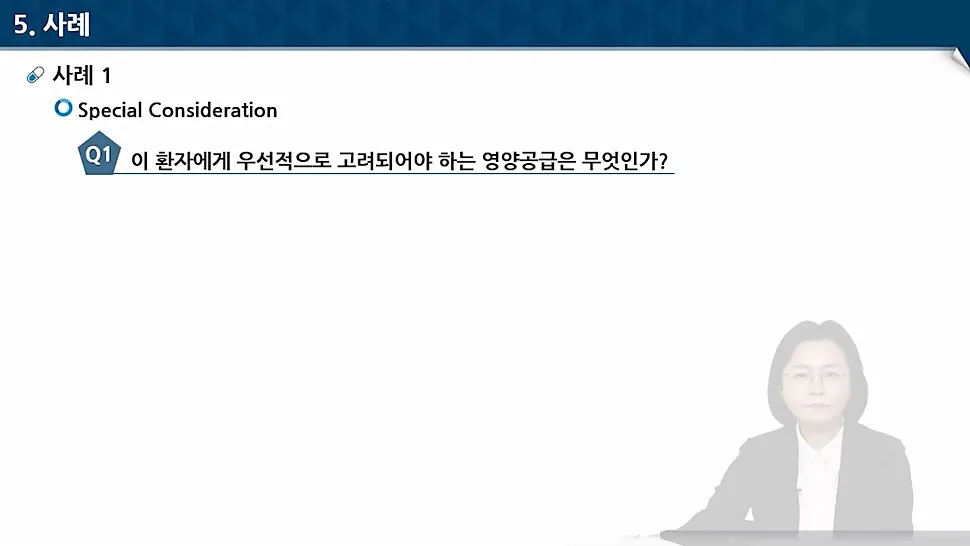 5. 사례
사례 1
Special Consideration
Q1 이 환자에게 우선적으로 고려되어야 하는 영양공급은 무엇인가?